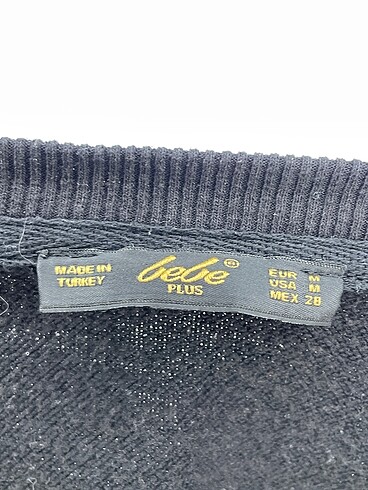 MADE IN
TURKEY
bebe®
PLUS
EUR M
USA M
MEX 28